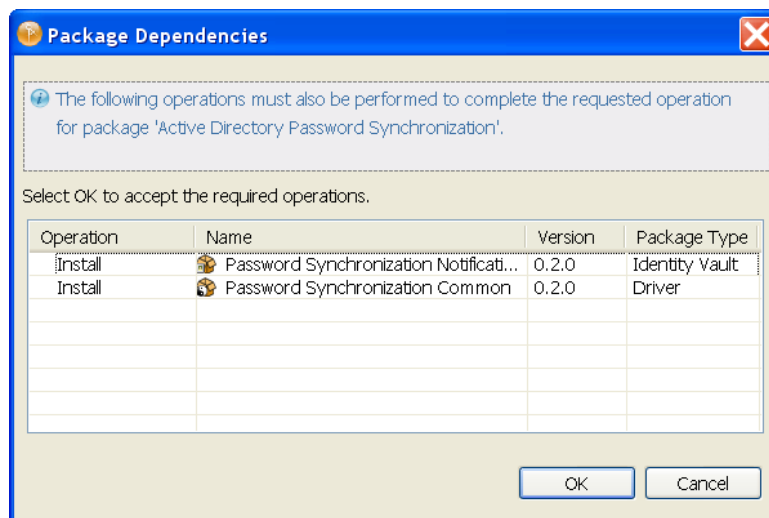 Package Dependencies
The following operations must also be performed to complete the requested operation
for package 'Active Directory Password Synchronization'.
Select OK to accept the required operations.
Operation Name Version Package Type
Install Password Synchronization Notificati... 0.2.0 Identity Vault
Install Password Synchronization Common 0.2.0 Driver
OK Cancel